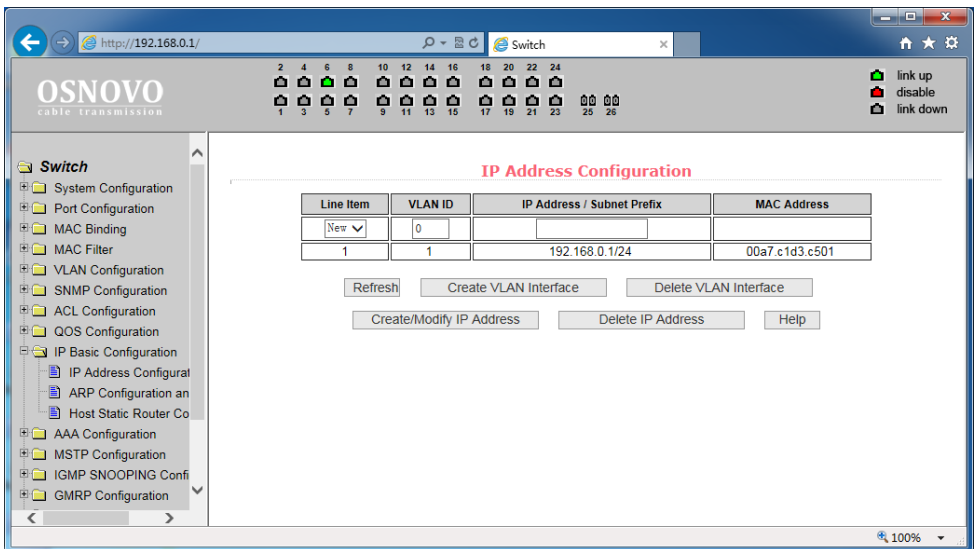 http://192.168.0.1/
Switch
OSNOVO
cable transmission
2 4 6 8 10 12 14 16 18 20 22 24
1 3 5 7 9 11 13 15 17 19 21 23 25 26
link up
disable
link down
Switch
System Configuration
Port Configuration
MAC Binding
MAC Filter
VLAN Configuration
SNMP Configuration
ACL Configuration
QOS Configuration
IP Basic Configuration
IP Address Configurat
ARP Configuration an
Host Static Router Co
AAA Configuration
MSTP Configuration
IGMP SNOOPING Confi
GMRP Configuration
IP Address Configuration
Line Item VLAN ID IP Address / Subnet Prefix MAC Address
New 0
1 1 192.168.0.1/24 00a7.c1d3.c501
Refresh Create VLAN Interface Delete VLAN Interface
Create/Modify IP Address Delete IP Address Help
100%